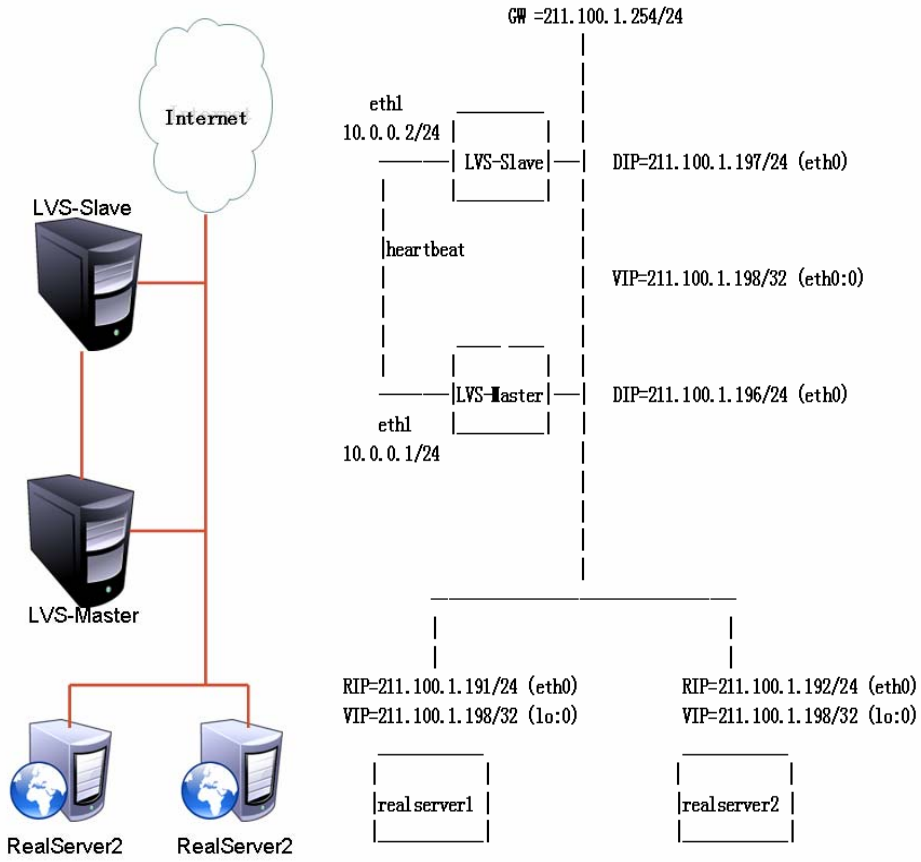 GW =211.100.1.254/24
Internet
eth1
10.0.0.2/24
LVS-Slave
DIP=211.100.1.197/24 (eth0)
LVS-Slave
heartbeat
VIP=211.100.1.198/32 (eth0:0)
LVS-Master
DIP=211.100.1.196/24 (eth0)
eth1
10.0.0.1/24
LVS-Master
RIP=211.100.1.191/24 (eth0)
VIP=211.100.1.198/32 (lo:0)
RIP=211.100.1.192/24 (eth0)
VIP=211.100.1.198/32 (lo:0)
realserver1
realserver2
RealServer2
RealServer2